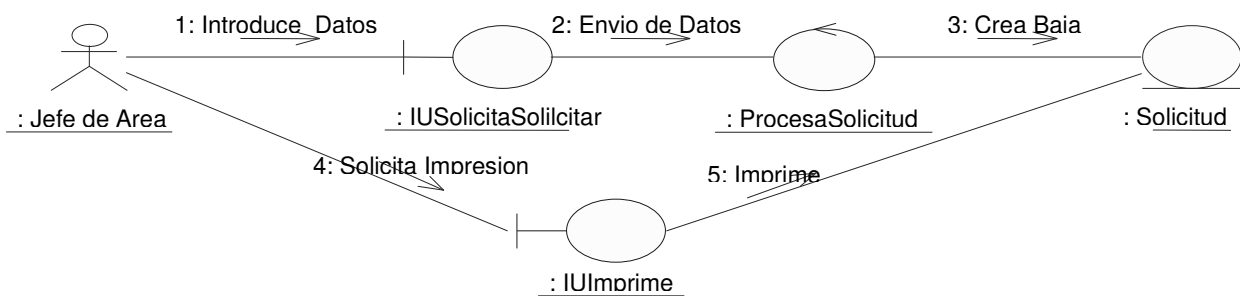 1: Introduce Datos
2: Envio de Datos
3: Crea Baja
: Jefe de Area
: IUSolicitaSolilcitar
: ProcesaSolicitud
: Solicitud
4: Solicita Impresion
5: Imprime
: IUImprime